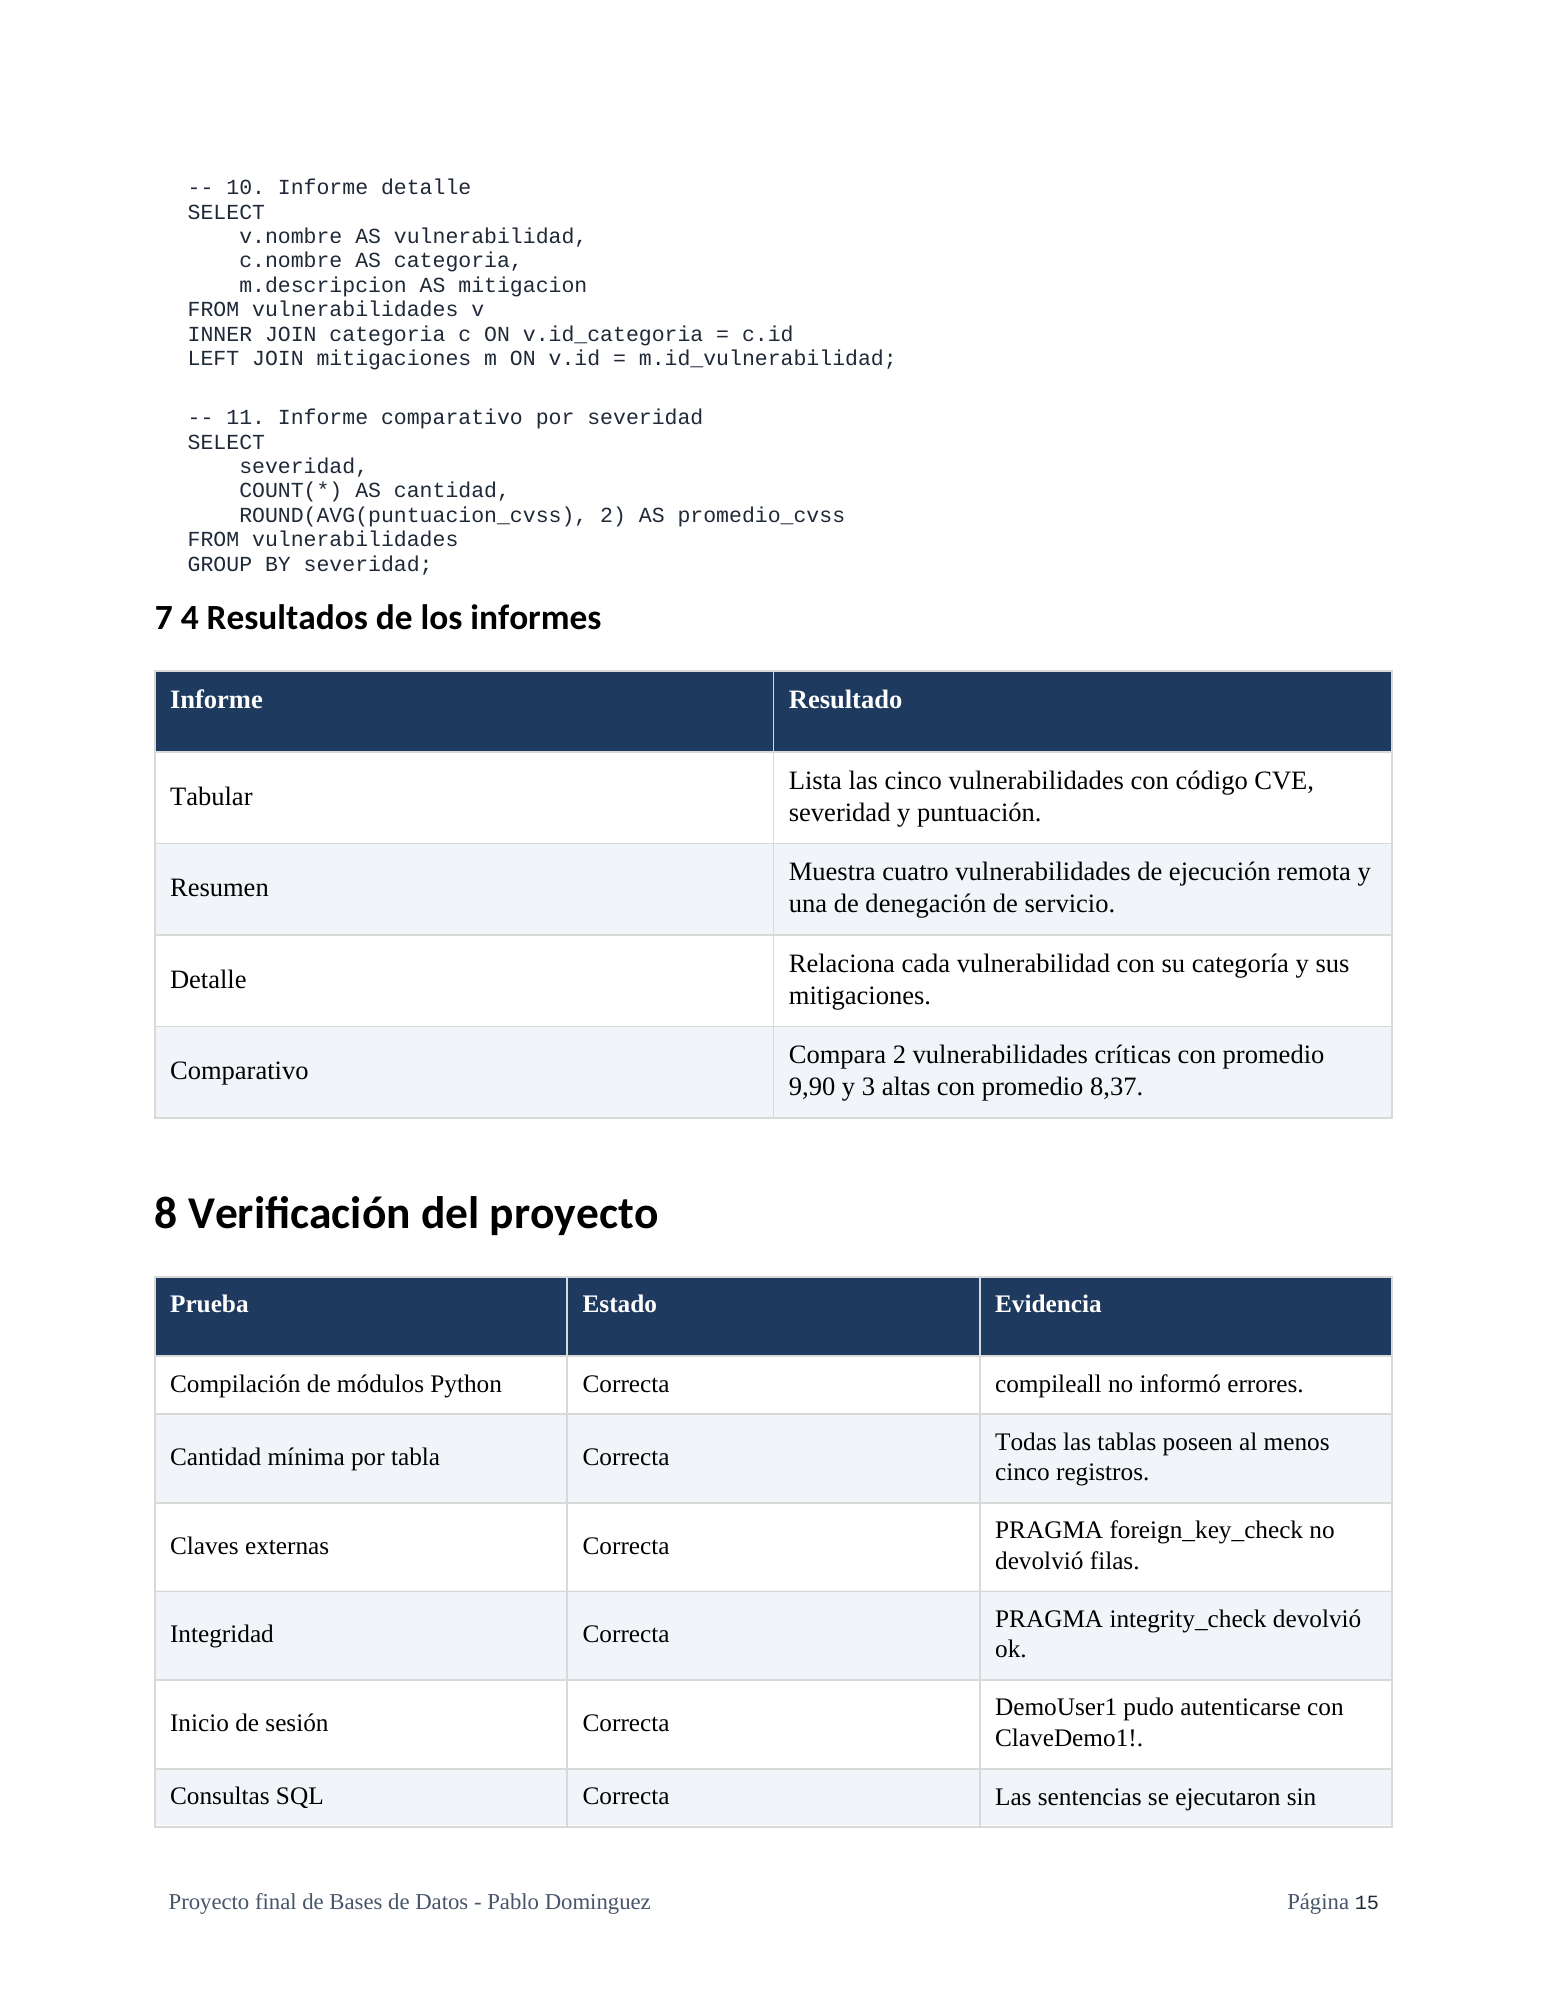 -- 10. Informe detalle
SELECT
    v.nombre AS vulnerabilidad,
    c.nombre AS categoria,
    m.descripcion AS mitigacion
FROM vulnerabilidades v
INNER JOIN categoria c ON v.id_categoria = c.id
LEFT JOIN mitigaciones m ON v.id = m.id_vulnerabilidad;
-- 11. Informe comparativo por severidad
SELECT
    severidad,
    COUNT(*) AS cantidad,
    ROUND(AVG(puntuacion_cvss), 2) AS promedio_cvss
FROM vulnerabilidades
GROUP BY severidad;
7 4 Resultados de los informes
Informe
Resultado
Tabular
Lista las cinco vulnerabilidades con código CVE,
severidad y puntuación.
Resumen
Muestra cuatro vulnerabilidades de ejecución remota y
una de denegación de servicio.
Detalle
Relaciona cada vulnerabilidad con su categoría y sus
mitigaciones.
Comparativo
Compara 2 vulnerabilidades críticas con promedio
9,90 y 3 altas con promedio 8,37.
8 Verificación del proyecto
Prueba
Estado
Evidencia
Compilación de módulos Python
Correcta
compileall no informó errores.
Cantidad mínima por tabla
Correcta
Todas las tablas poseen al menos
cinco registros.
Claves externas
Correcta
PRAGMA foreign_key_check no
devolvió filas.
Integridad
Correcta
PRAGMA integrity_check devolvió
ok.
Inicio de sesión
Correcta
DemoUser1 pudo autenticarse con
ClaveDemo1!.
Consultas SQL
Correcta
Las sentencias se ejecutaron sin
Proyecto final de Bases de Datos - Pablo Dominguez
Página 15